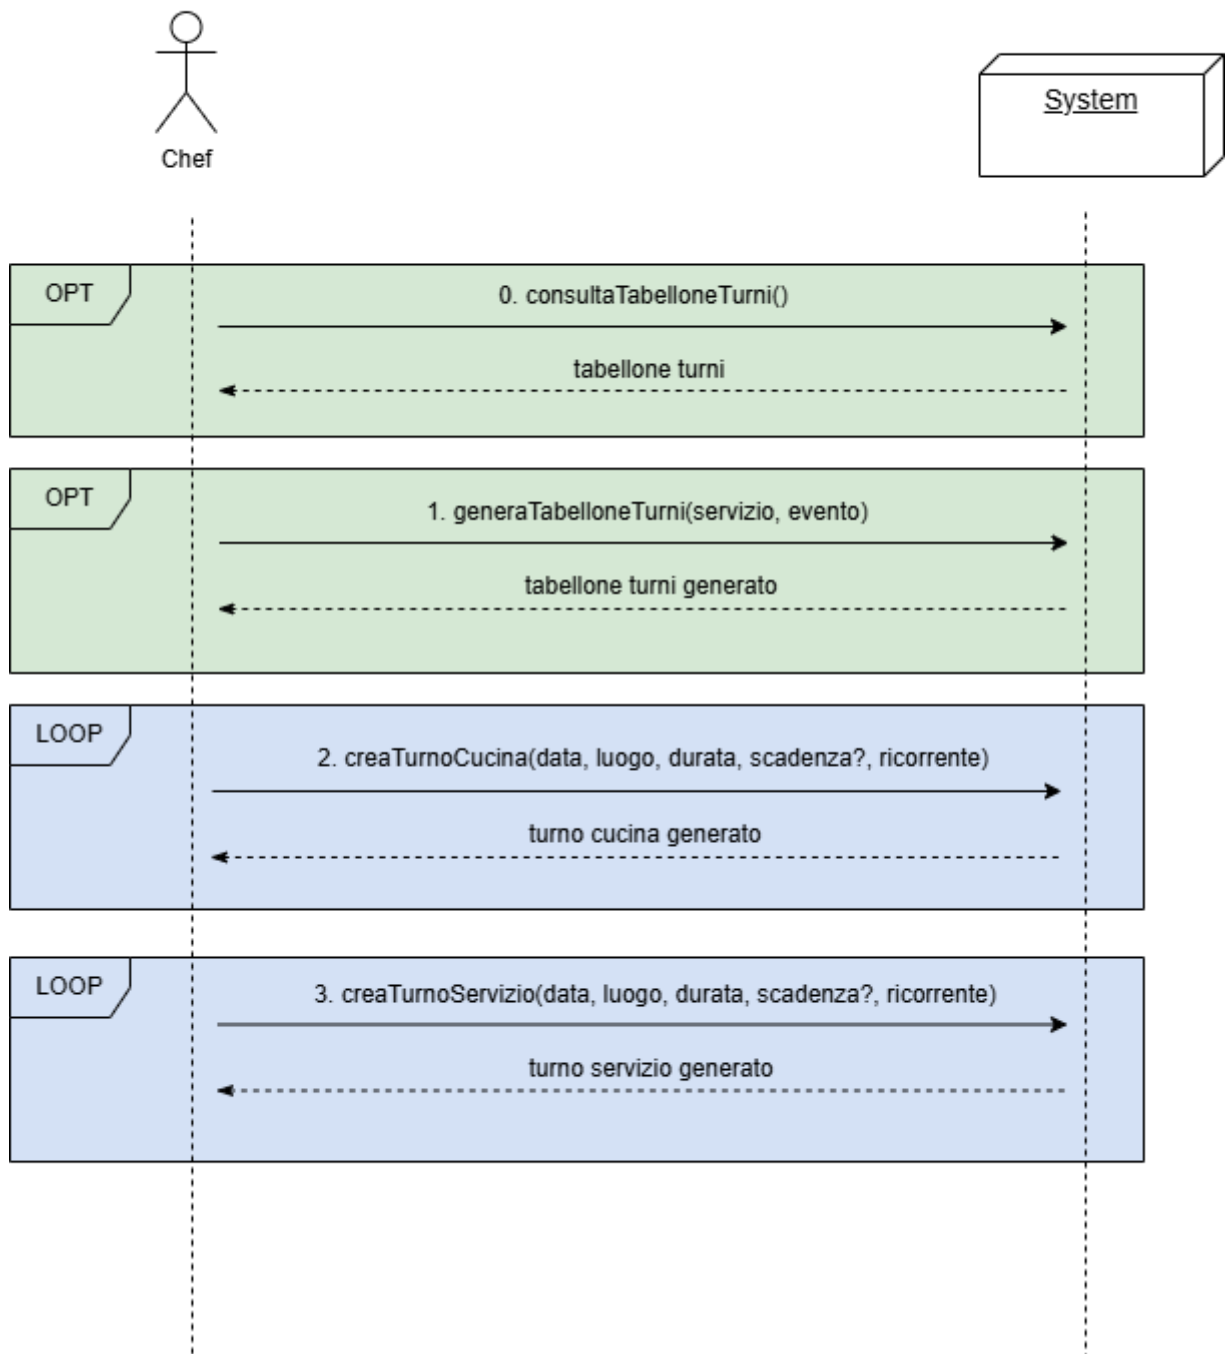 Chef
System
OPT
0. consultaTabelloneTurni()
tabellone turni
OPT
1. generaTabelloneTurni(servizio, evento)
tabellone turni generato
LOOP
2. creaTurnoCucina(data, luogo, durata, scadenza?, ricorrente)
turno cucina generato
LOOP
3. creaTurnoServizio(data, luogo, durata, scadenza?, ricorrente)
turno servizio generato